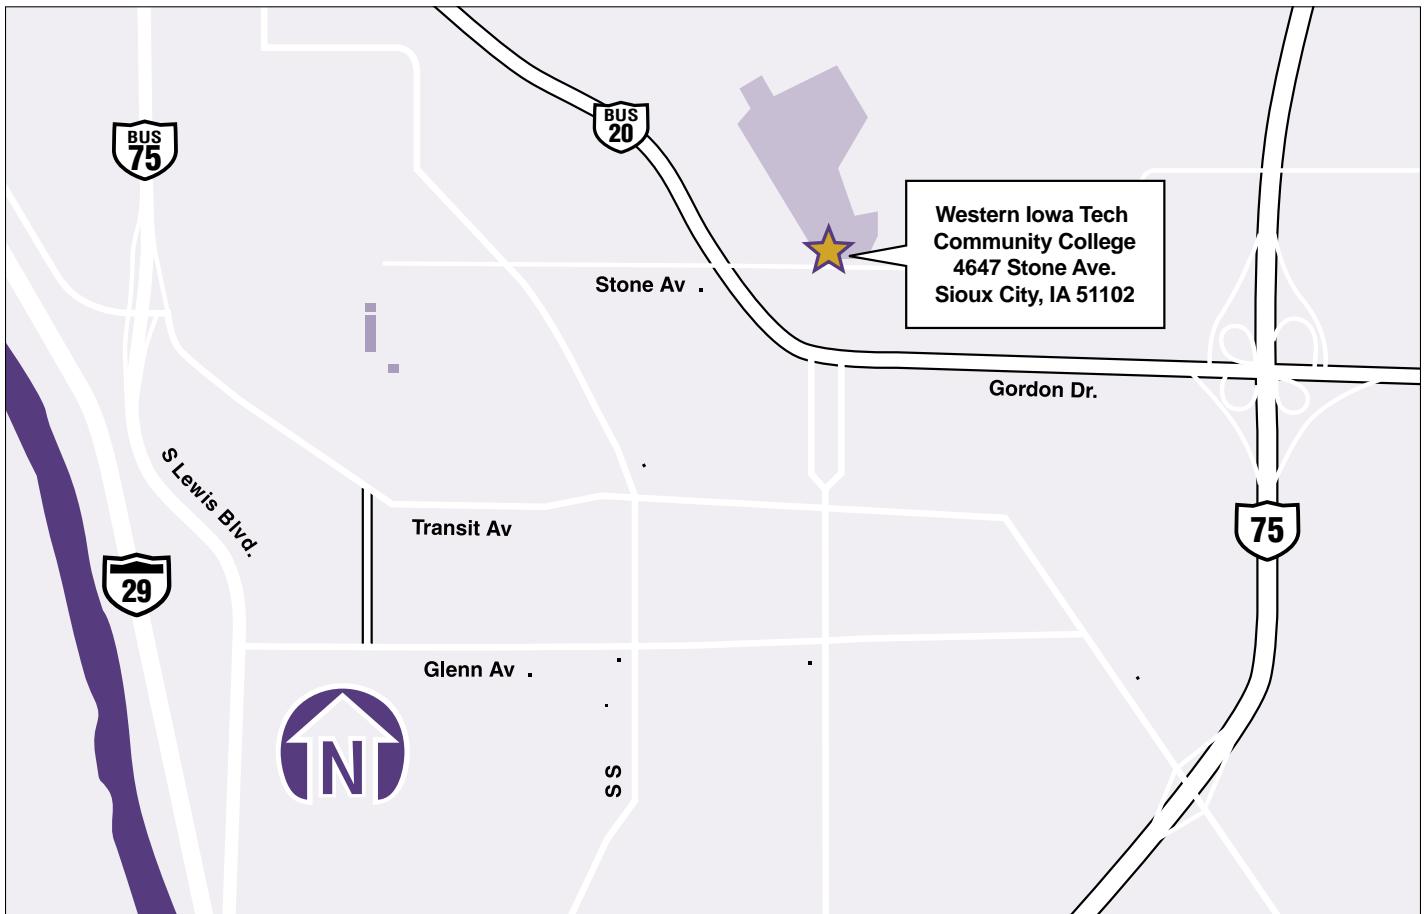 BUS
75
BUS
20
Western Iowa Tech
Community College
4647 Stone Ave.
Sioux City, IA 51102
Stone Av .
Gordon Dr.
S Lewis Blvd.
Transit Av
75
29
Glenn Av .
N
S S